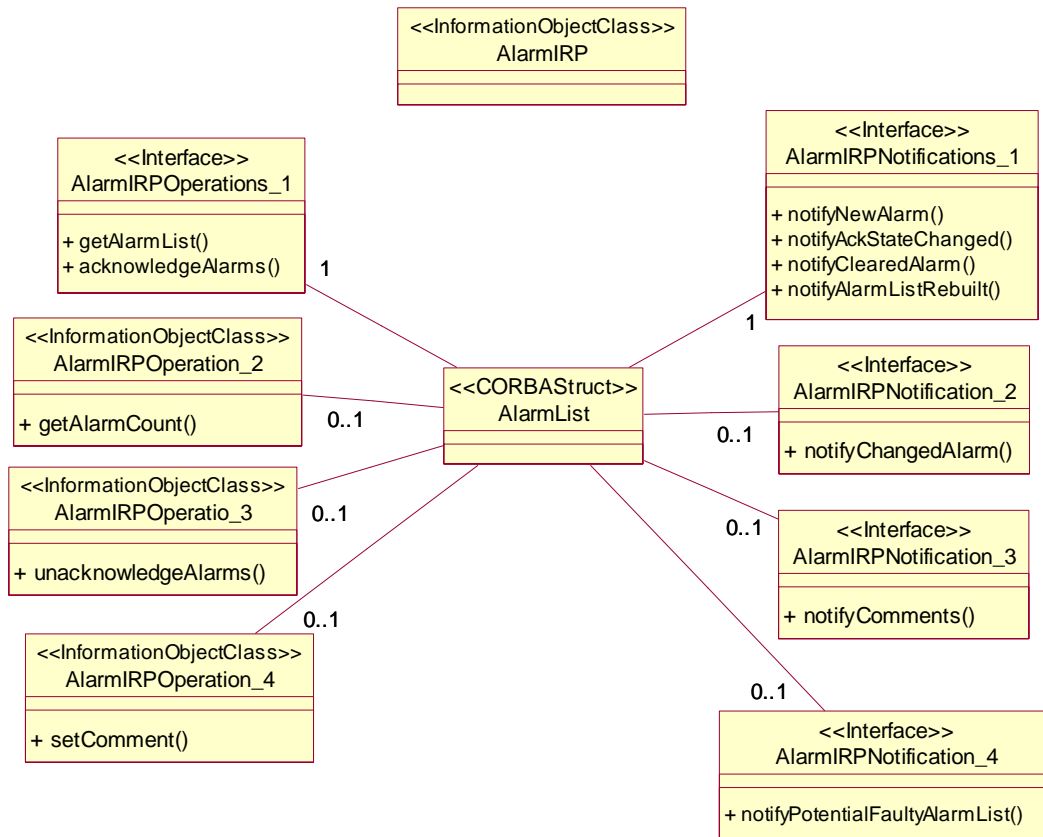 <<InformationObjectClass>>
AlarmIRP
<<Interface>>
AlarmIRPOperations_1
+ getAlarmList()
+ acknowledgeAlarms()
1
<<Interface>>
AlarmIRPNotifications_1
+ notifyNewAlarm()
+ notifyAckStateChanged()
+ notifyClearedAlarm()
+ notifyAlarmListRebuilt()
1
<<InformationObjectClass>>
AlarmIRPOperation_2
+ getAlarmCount()
0..1
<<CORBAStruct>>
AlarmList
<<Interface>>
AlarmIRPNotification_2
+ notifyChangedAlarm()
0..1
<<InformationObjectClass>>
AlarmIRPOperatio_3
+ unacknowledgeAlarms()
0..1
<<Interface>>
AlarmIRPNotification_3
+ notifyComments()
0..1
<<InformationObjectClass>>
AlarmIRPOperation_4
+ setComment()
0..1
<<Interface>>
AlarmIRPNotification_4
+ notifyPotentialFaultyAlarmList()
0..1